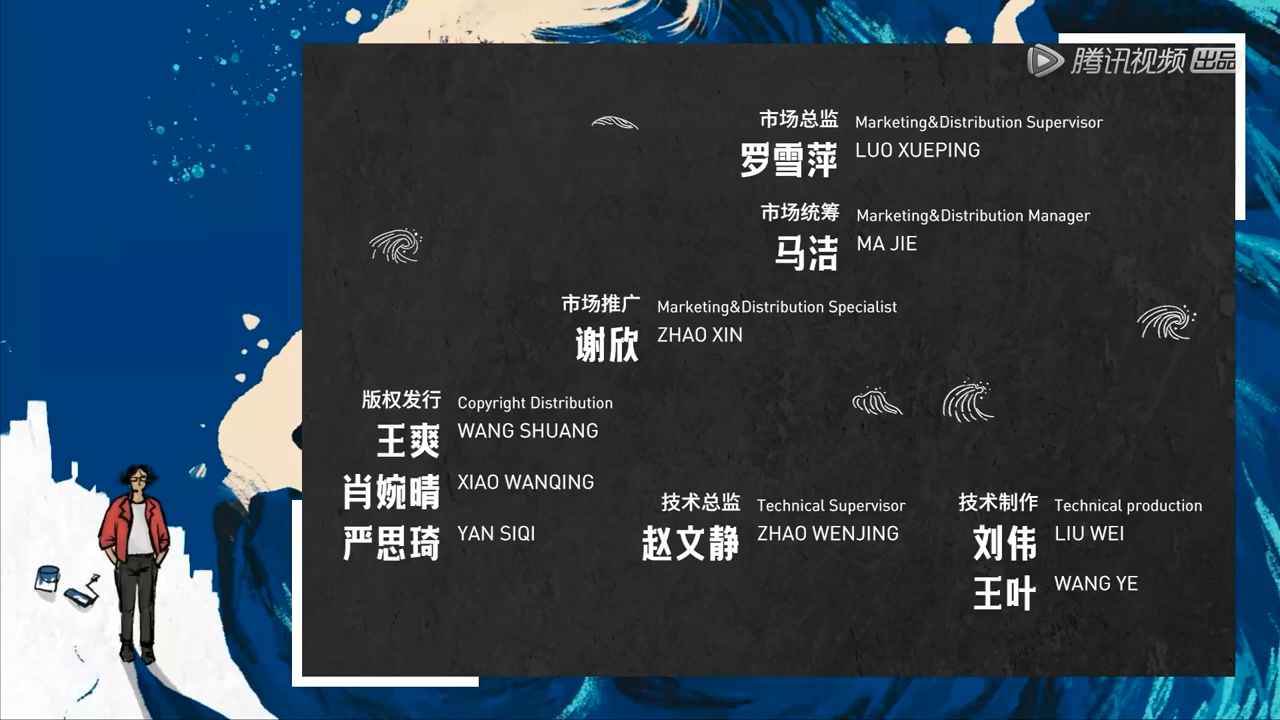 腾讯视频 出品
市场总监 Marketing&Distribution Supervisor
罗雪萍 LUO XUEPING
市场统筹 Marketing&Distribution Manager
马洁 MA JIE
市场推广 Marketing&Distribution Specialist
谢欣 ZHAO XIN
版权发行 Copyright Distribution
王爽 WANG SHUANG
肖婉晴 XIAO WANQING
严思琦 YAN SIQI
技术总监 Technical Supervisor
赵文静 ZHAO WENJING
技术制作 Technical production
刘伟 LIU WEI
王叶 WANG YE